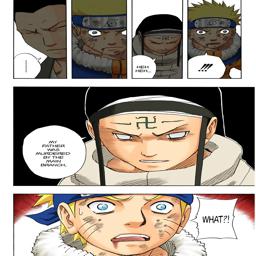 ...
HEH
HEH...
!!!
MY
FATHER
WAS
MURDERED
BY THE
MAIN
BRANCH.
WHAT?!